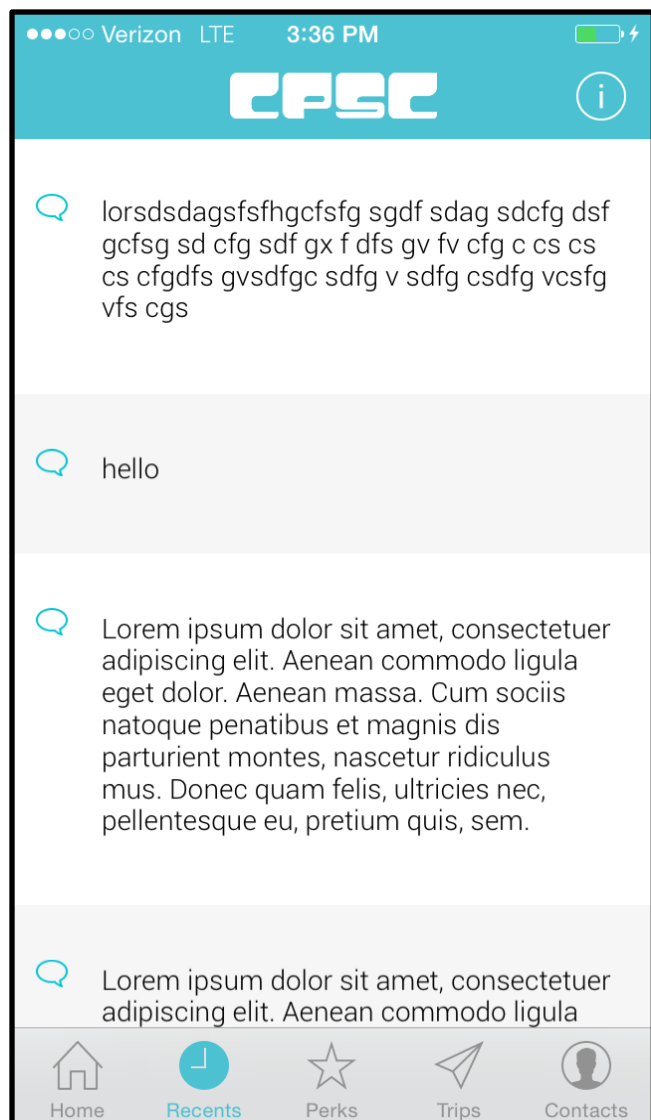 Verizon LTE 3:36 PM
CPSC
i
lorsdsdagsfsfhgcfsfg sgdf sdag sdcfg dsf
gcfsg sd cfg sdf gx f dfs gv fv cfg c cs cs
cs cfgdfs gvsdfgc sdfg v sdfg csdfg vcsfg
vfs cgs
hello
Lorem ipsum dolor sit amet, consectetuer
adipiscing elit. Aenean commodo ligula
eget dolor. Aenean massa. Cum sociis
natoque penatibus et magnis dis
parturient montes, nascetur ridiculus
mus. Donec quam felis, ultricies nec,
pellentesque eu, pretium quis, sem.
Lorem ipsum dolor sit amet, consectetuer
adipiscing elit. Aenean commodo ligula
Home Recents Perks Trips Contacts